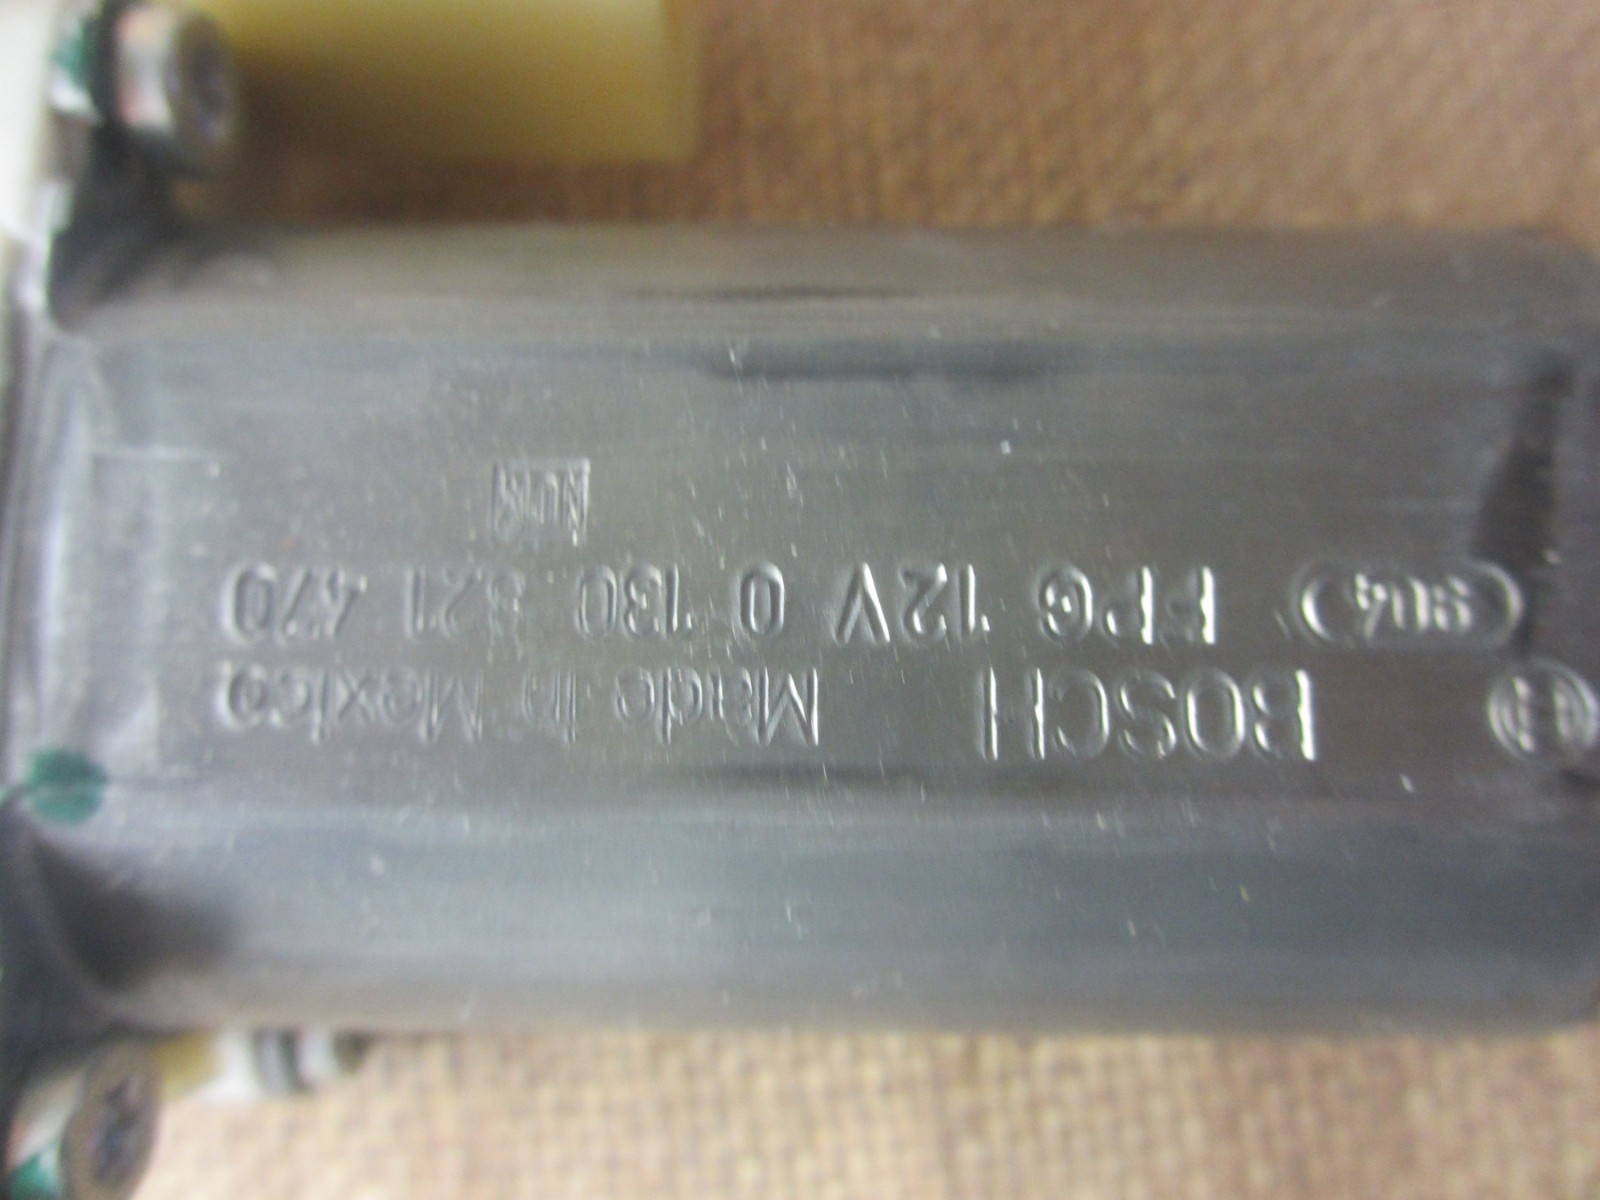 BOSCH Made in Mexico
904 FPG 12V 0 130 821 470